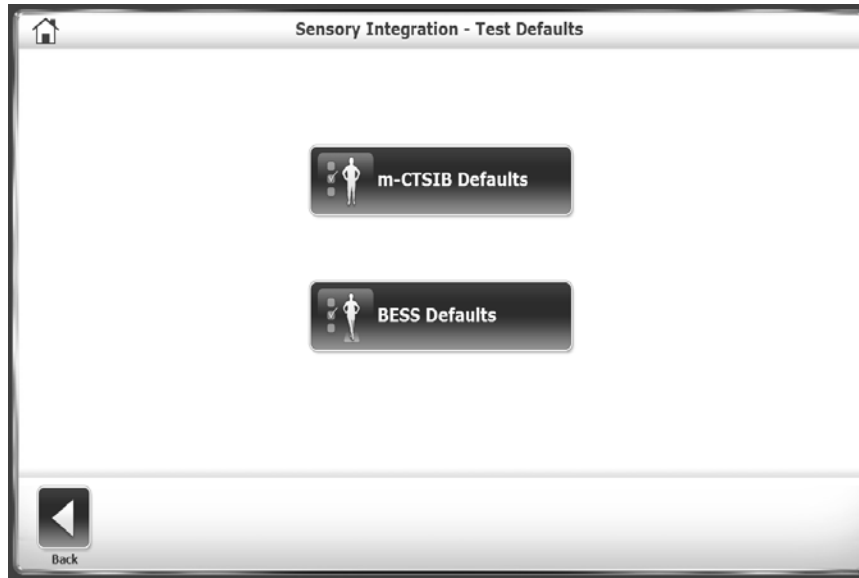 Sensory Integration - Test Defaults
m-CTSIB Defaults
BESS Defaults
Back